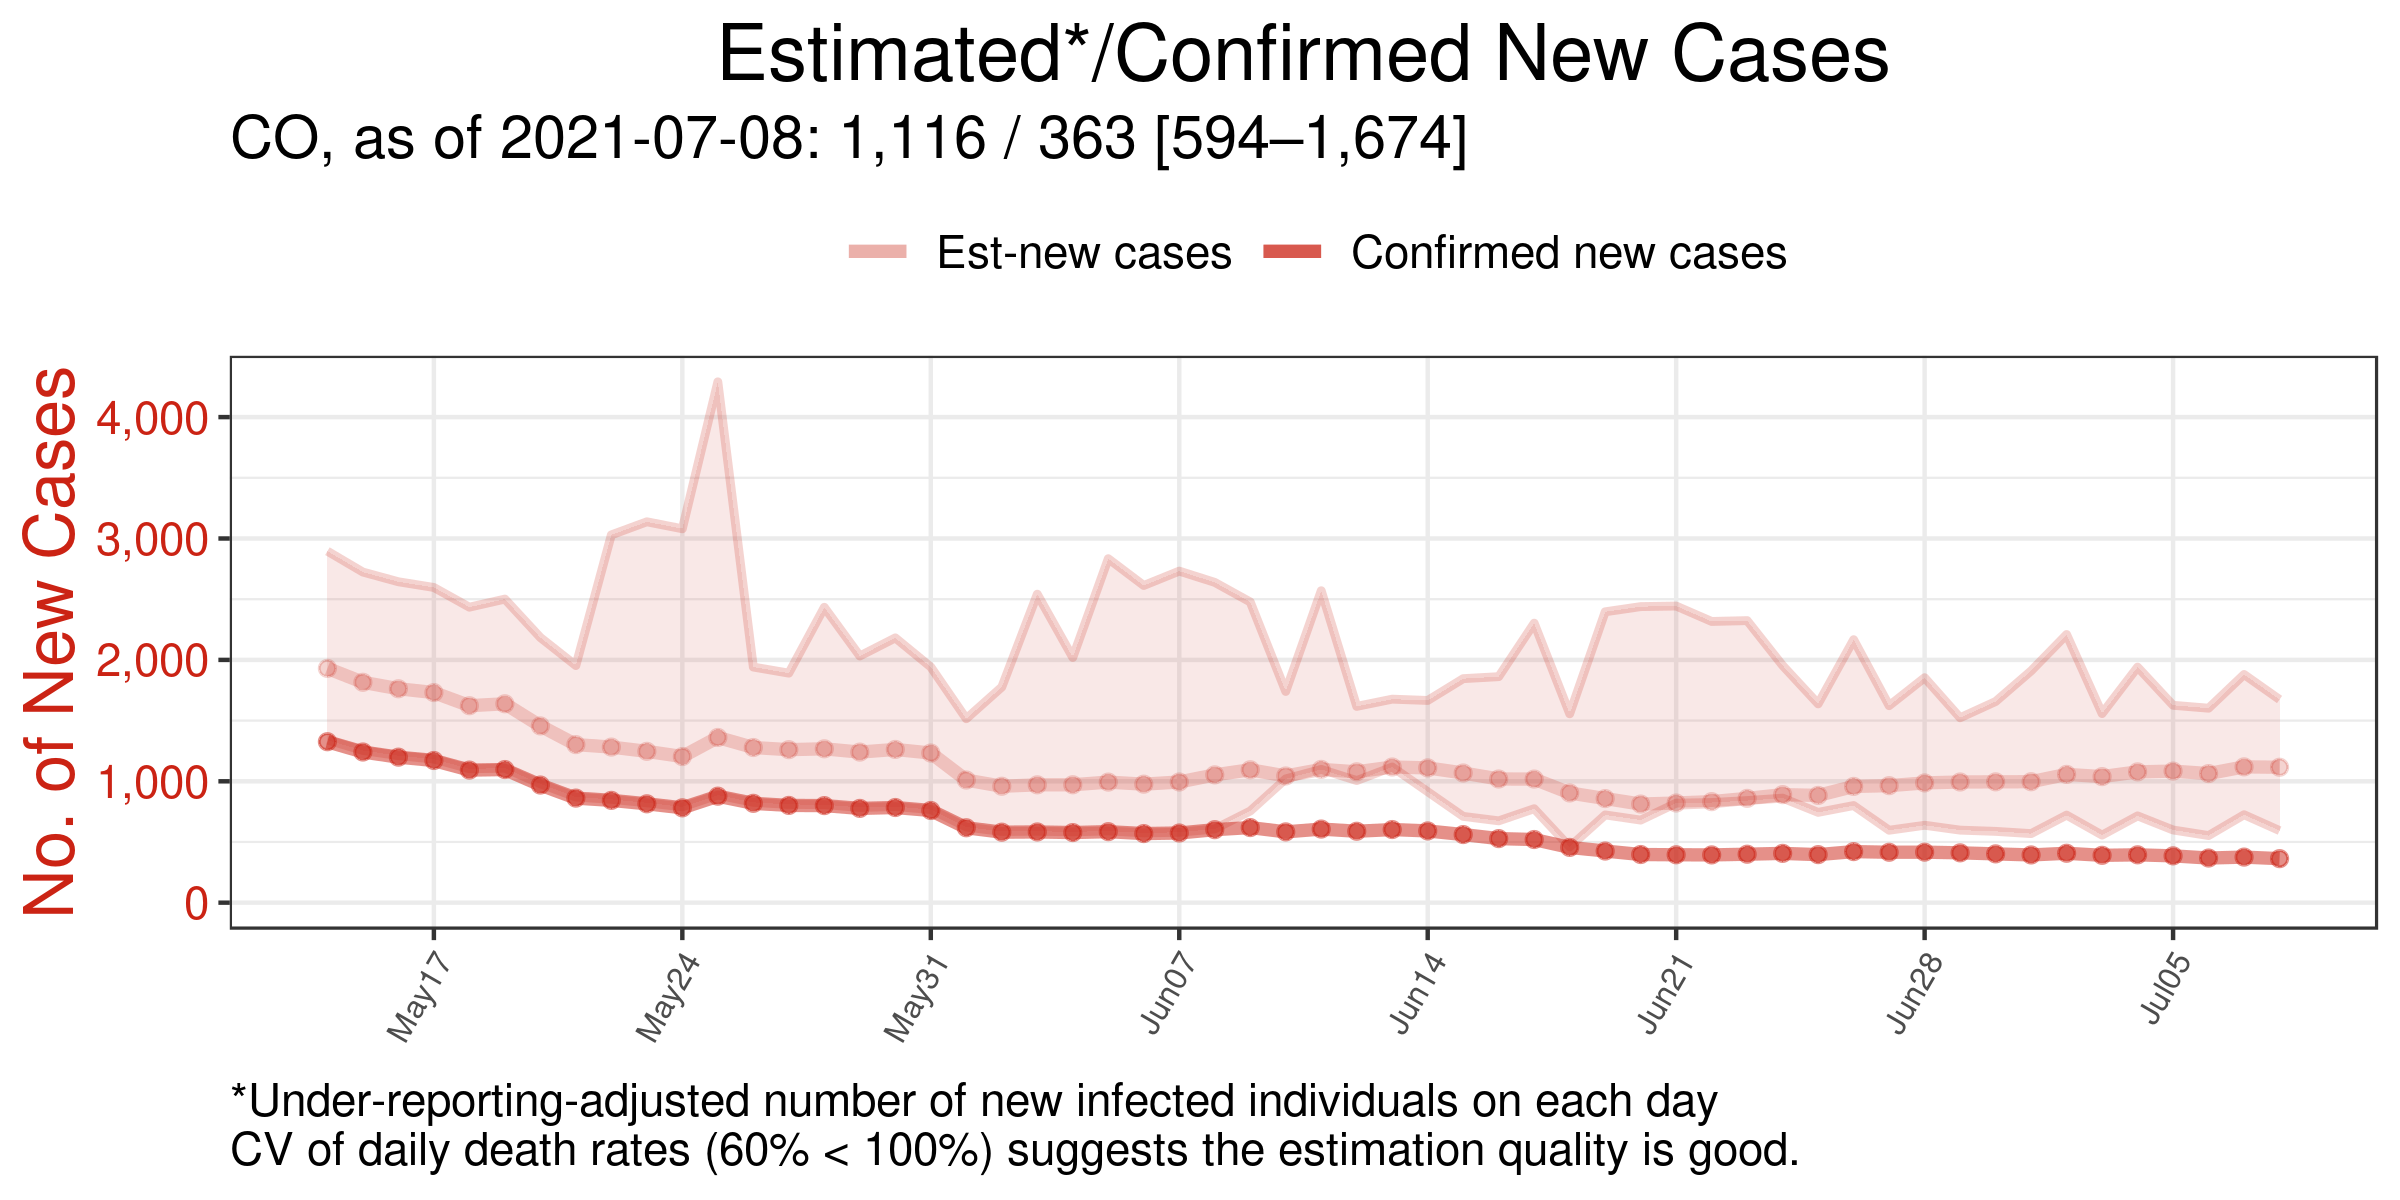 Estimated*/Confirmed New Cases
CO, as of 2021-07-08: 1,116 / 363 [594–1,674]
Est-new cases
Confirmed new cases
No. of New Cases
4,000
3,000
2,000
1,000
0
May17
May24
May31
Jun07
Jun14
Jun21
Jun28
Jul05
*Under-reporting-adjusted number of new infected individuals on each day
CV of daily death rates (60% < 100%) suggests the estimation quality is good.